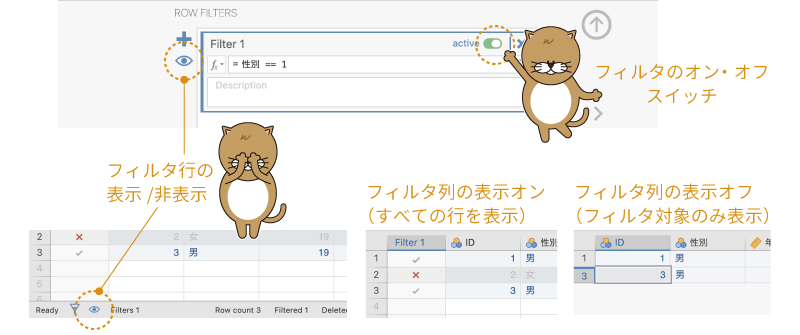 ROW FILTERS
Filter 1
active
fx
= 性別 == 1
Description
フィルタのオン・オフ
スイッチ
フィルタ行の
表示 /非表示
2 2 女 19
3 3 男 19
4
5
6
Ready Filters 1 Row count 3 Filtered 1 Deleted
フィルタ列の表示オン
（すべての行を表示）
Filter 1 ID 性別
1 1 男
2 2 女
3 3 男
4
フィルタ列の表示オフ
（フィルタ対象のみ表示）
ID 性別 年
1 1 男
3 3 男